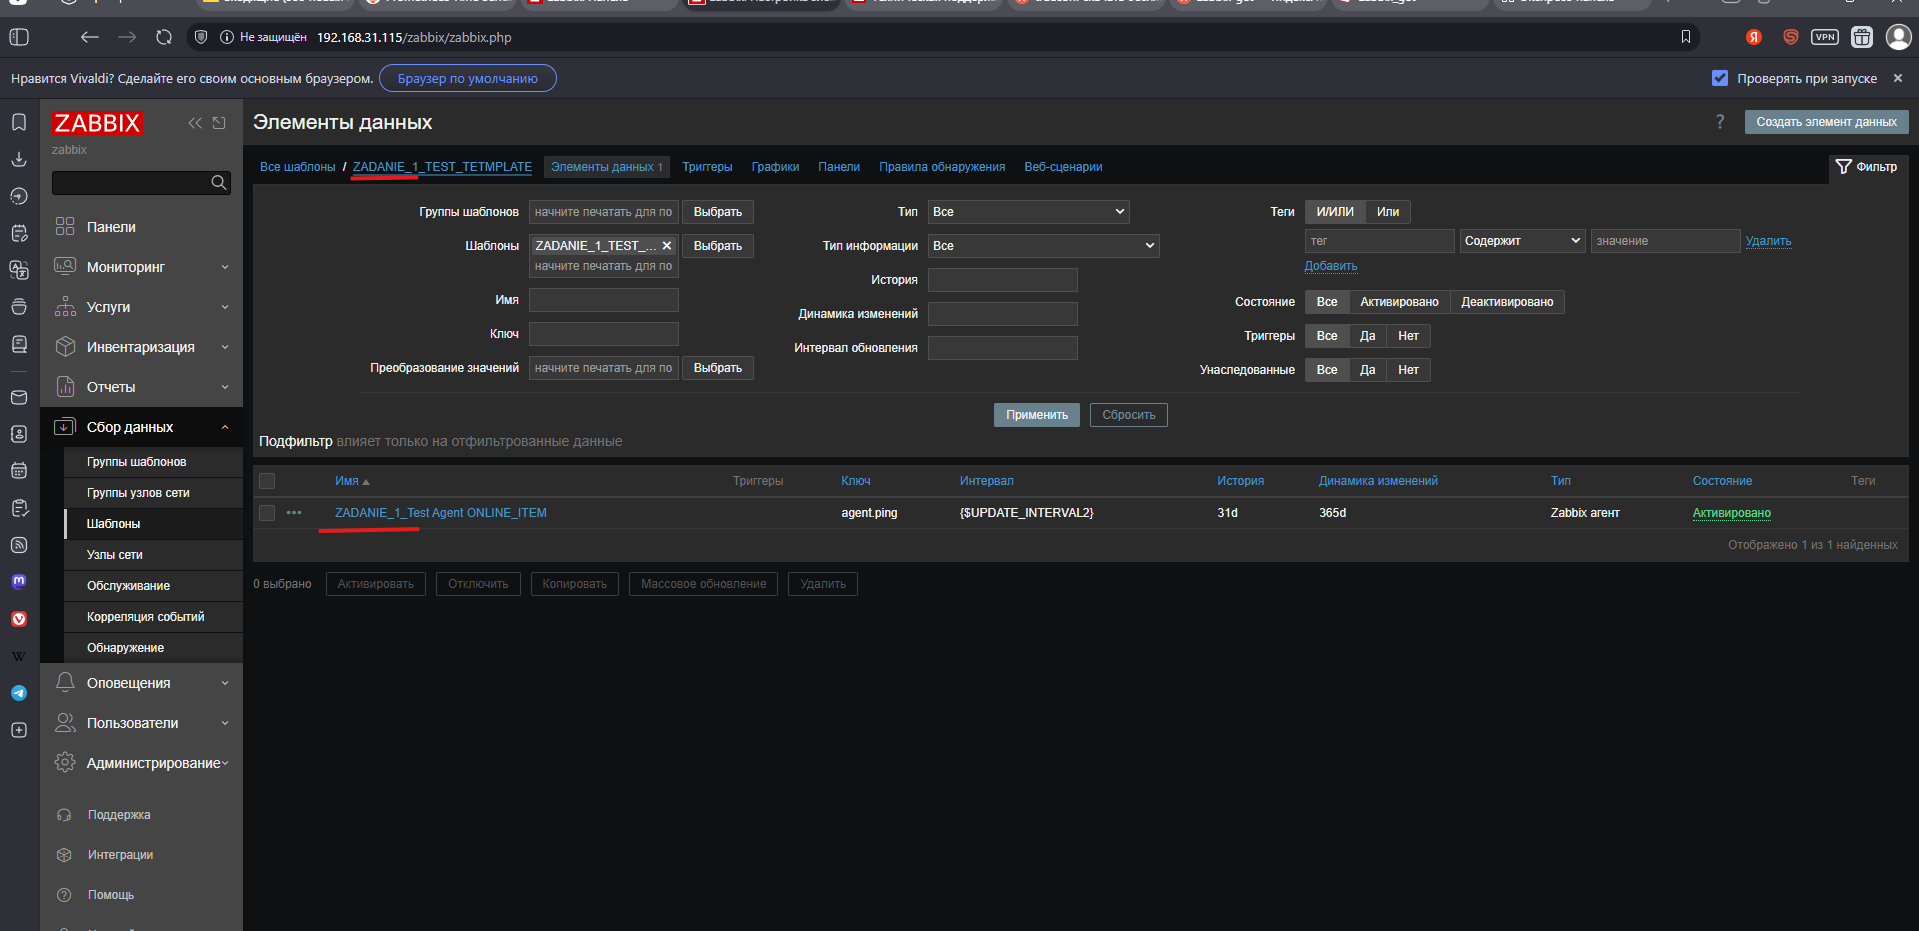 Не защищён 192.168.31.115/zabbix/zabbix.php
VPN
Нравится Vivaldi? Сделайте его своим основным браузером. Браузер по умолчанию
Проверять при запуске
ZABBIX
zabbix
Панели
Мониторинг
Услуги
Инвентаризация
Отчеты
Сбор данных
Группы шаблонов
Группы узлов сети
Шаблоны
Узлы сети
Обслуживание
Корреляция событий
Обнаружение
Оповещения
Пользователи
Администрирование
Поддержка
Интеграции
Помощь
Элементы данных
? Создать элемент данных
Все шаблоны / ZADANIE_1_TEST_TETMPLATE Элементы данных 1 Триггеры Графики Панели Правила обнаружения Веб-сценарии
Фильтр
Группы шаблонов начните печатать для по Выбрать
Шаблоны ZADANIE_1_TEST_... Выбрать
начните печатать для по
Имя
Ключ
Преобразование значений начните печатать для по Выбрать
Тип Все
Тип информации Все
История
Динамика изменений
Интервал обновления
Теги И/ИЛИ Или
тег Содержит значение Удалить
Добавить
Состояние Все Активировано Деактивировано
Триггеры Все Да Нет
Унаследованные Все Да Нет
Применить Сбросить
Подфильтр влияет только на отфильтрованные данные
Имя Триггеры Ключ Интервал История Динамика изменений Тип Состояние Теги
ZADANIE_1_Test Agent ONLINE_ITEM agent.ping {$UPDATE_INTERVAL2} 31d 365d Zabbix агент Активировано
Отображено 1 из 1 найденных
0 выбрано Активировать Отключить Копировать Массовое обновление Удалить